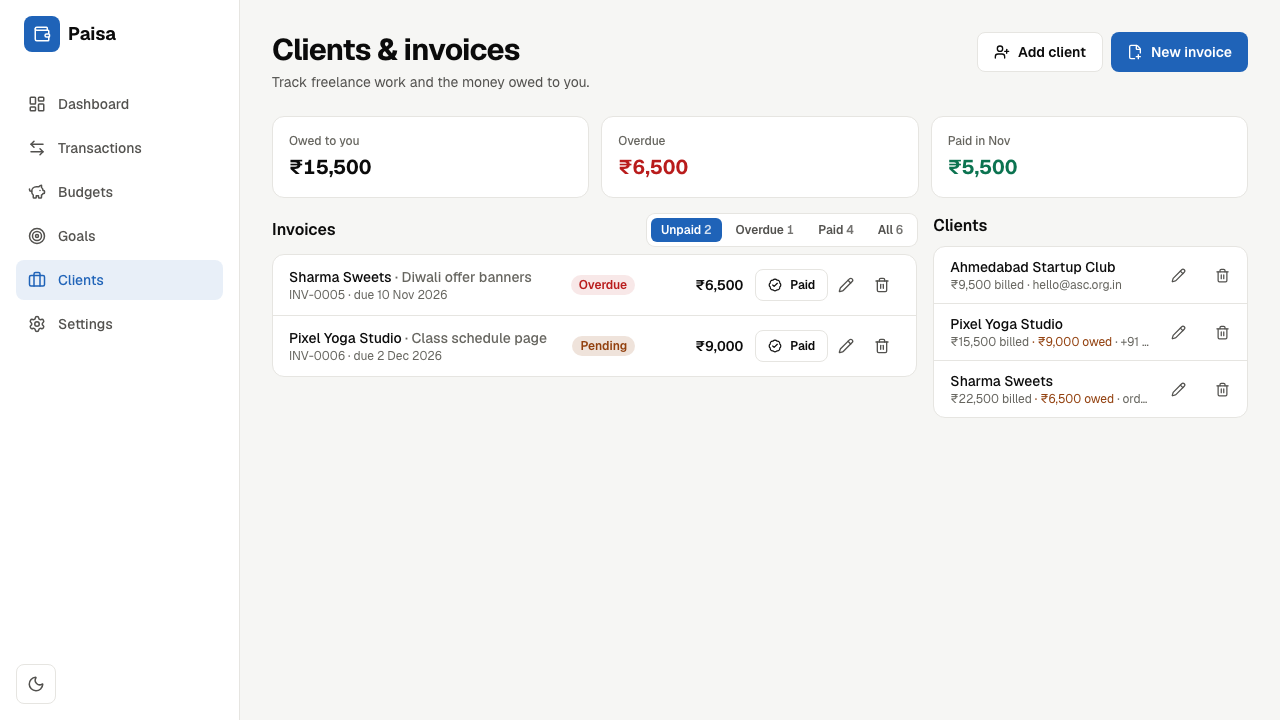 Paisa
Dashboard
Transactions
Budgets
Goals
Clients
Settings
Clients & invoices
Track freelance work and the money owed to you.
Add client
New invoice
Owed to you
₹15,500
Overdue
₹6,500
Paid in Nov
₹5,500
Invoices
Unpaid 2
Overdue 1
Paid 4
All 6
Sharma Sweets · Diwali offer banners
INV-0005 · due 10 Nov 2026
Overdue
₹6,500
Paid
Pixel Yoga Studio · Class schedule page
INV-0006 · due 2 Dec 2026
Pending
₹9,000
Paid
Clients
Ahmedabad Startup Club
₹9,500 billed · hello@asc.org.in
Pixel Yoga Studio
₹15,500 billed · ₹9,000 owed · +91 …
Sharma Sweets
₹22,500 billed · ₹6,500 owed · ord…